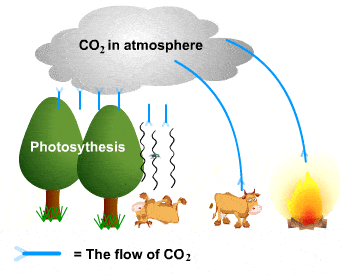 CO₂ in atmosphere
Photosythesis
= The flow of CO₂